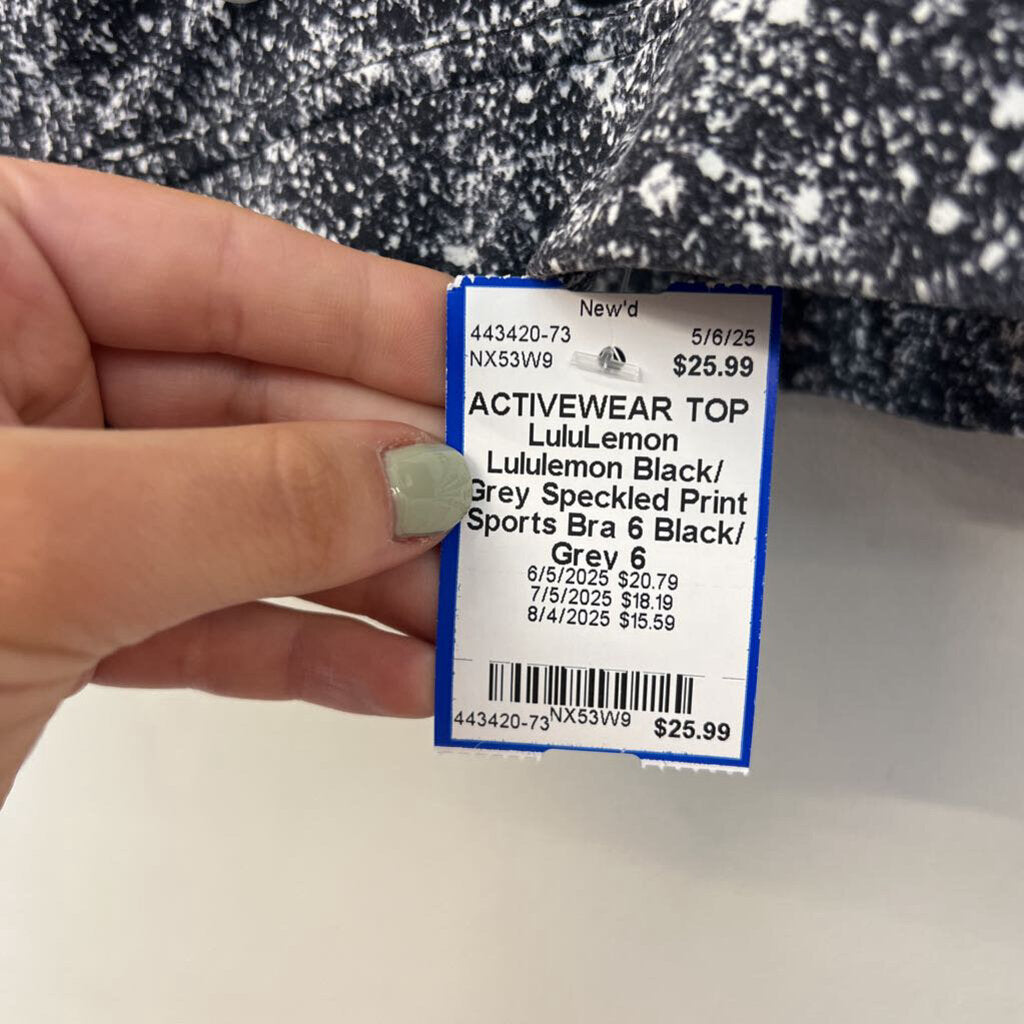 New'd
443420-73 5/6/25
NX53W9 $25.99
ACTIVEWEAR TOP
LuluLemon
Lululemon Black/
Grey Speckled Print
Sports Bra 6 Black/
Grey 6
6/5/2025 $20.79
7/5/2025 $18.19
8/4/2025 $15.59
443420-73 NX53W9 $25.99